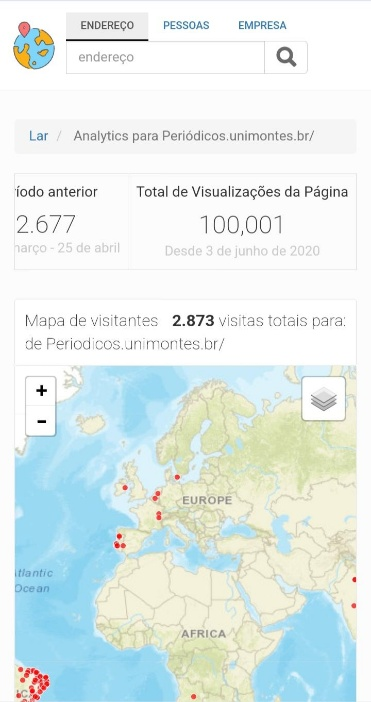 ENDEREÇO PESSOAS EMPRESA
endereço
Lar / Analytics para Periódicos.unimontes.br/
ríodo anterior Total de Visualizações da Página
2.677 100,001
março - 25 de abril Desde 3 de junho de 2020
Mapa de visitantes 2.873 visitas totais para:
de Periodicos.unimontes.br/
+
-
EUROPE
Atlantic
Ocean
AFRICA